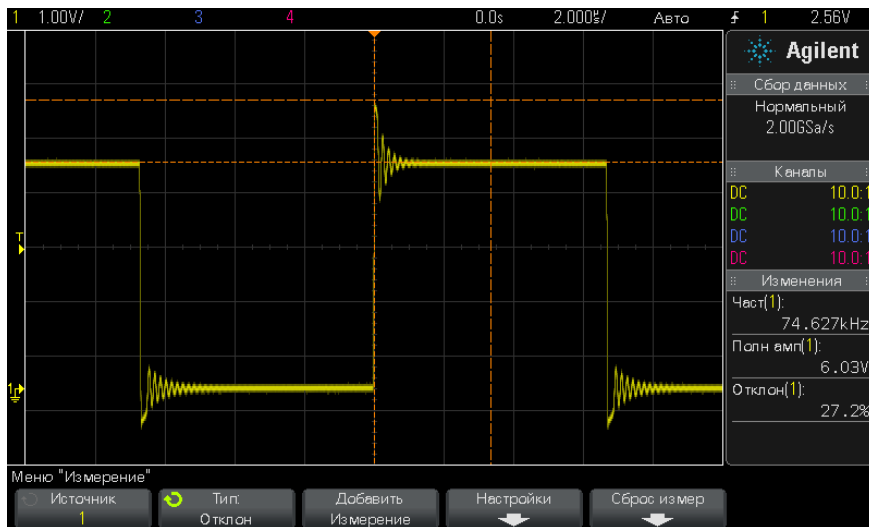 1 1.00V/ 2 3 4 0.0s 2.000µs/ Авто 1 2.56V
Agilent
Сбор данных
Нормальный
2.00GSa/s
Каналы
DC 10.0:1
DC 10.0:1
DC 10.0:1
DC 10.0:1
Изменения
Част(1):
74.627kHz
Полн амп(1):
6.03V
Отклон(1):
27.2%
T
1
Меню "Измерение"
Источник
1
Тип:
Отклон
Добавить
Измерение
Настройки
Сброс измер